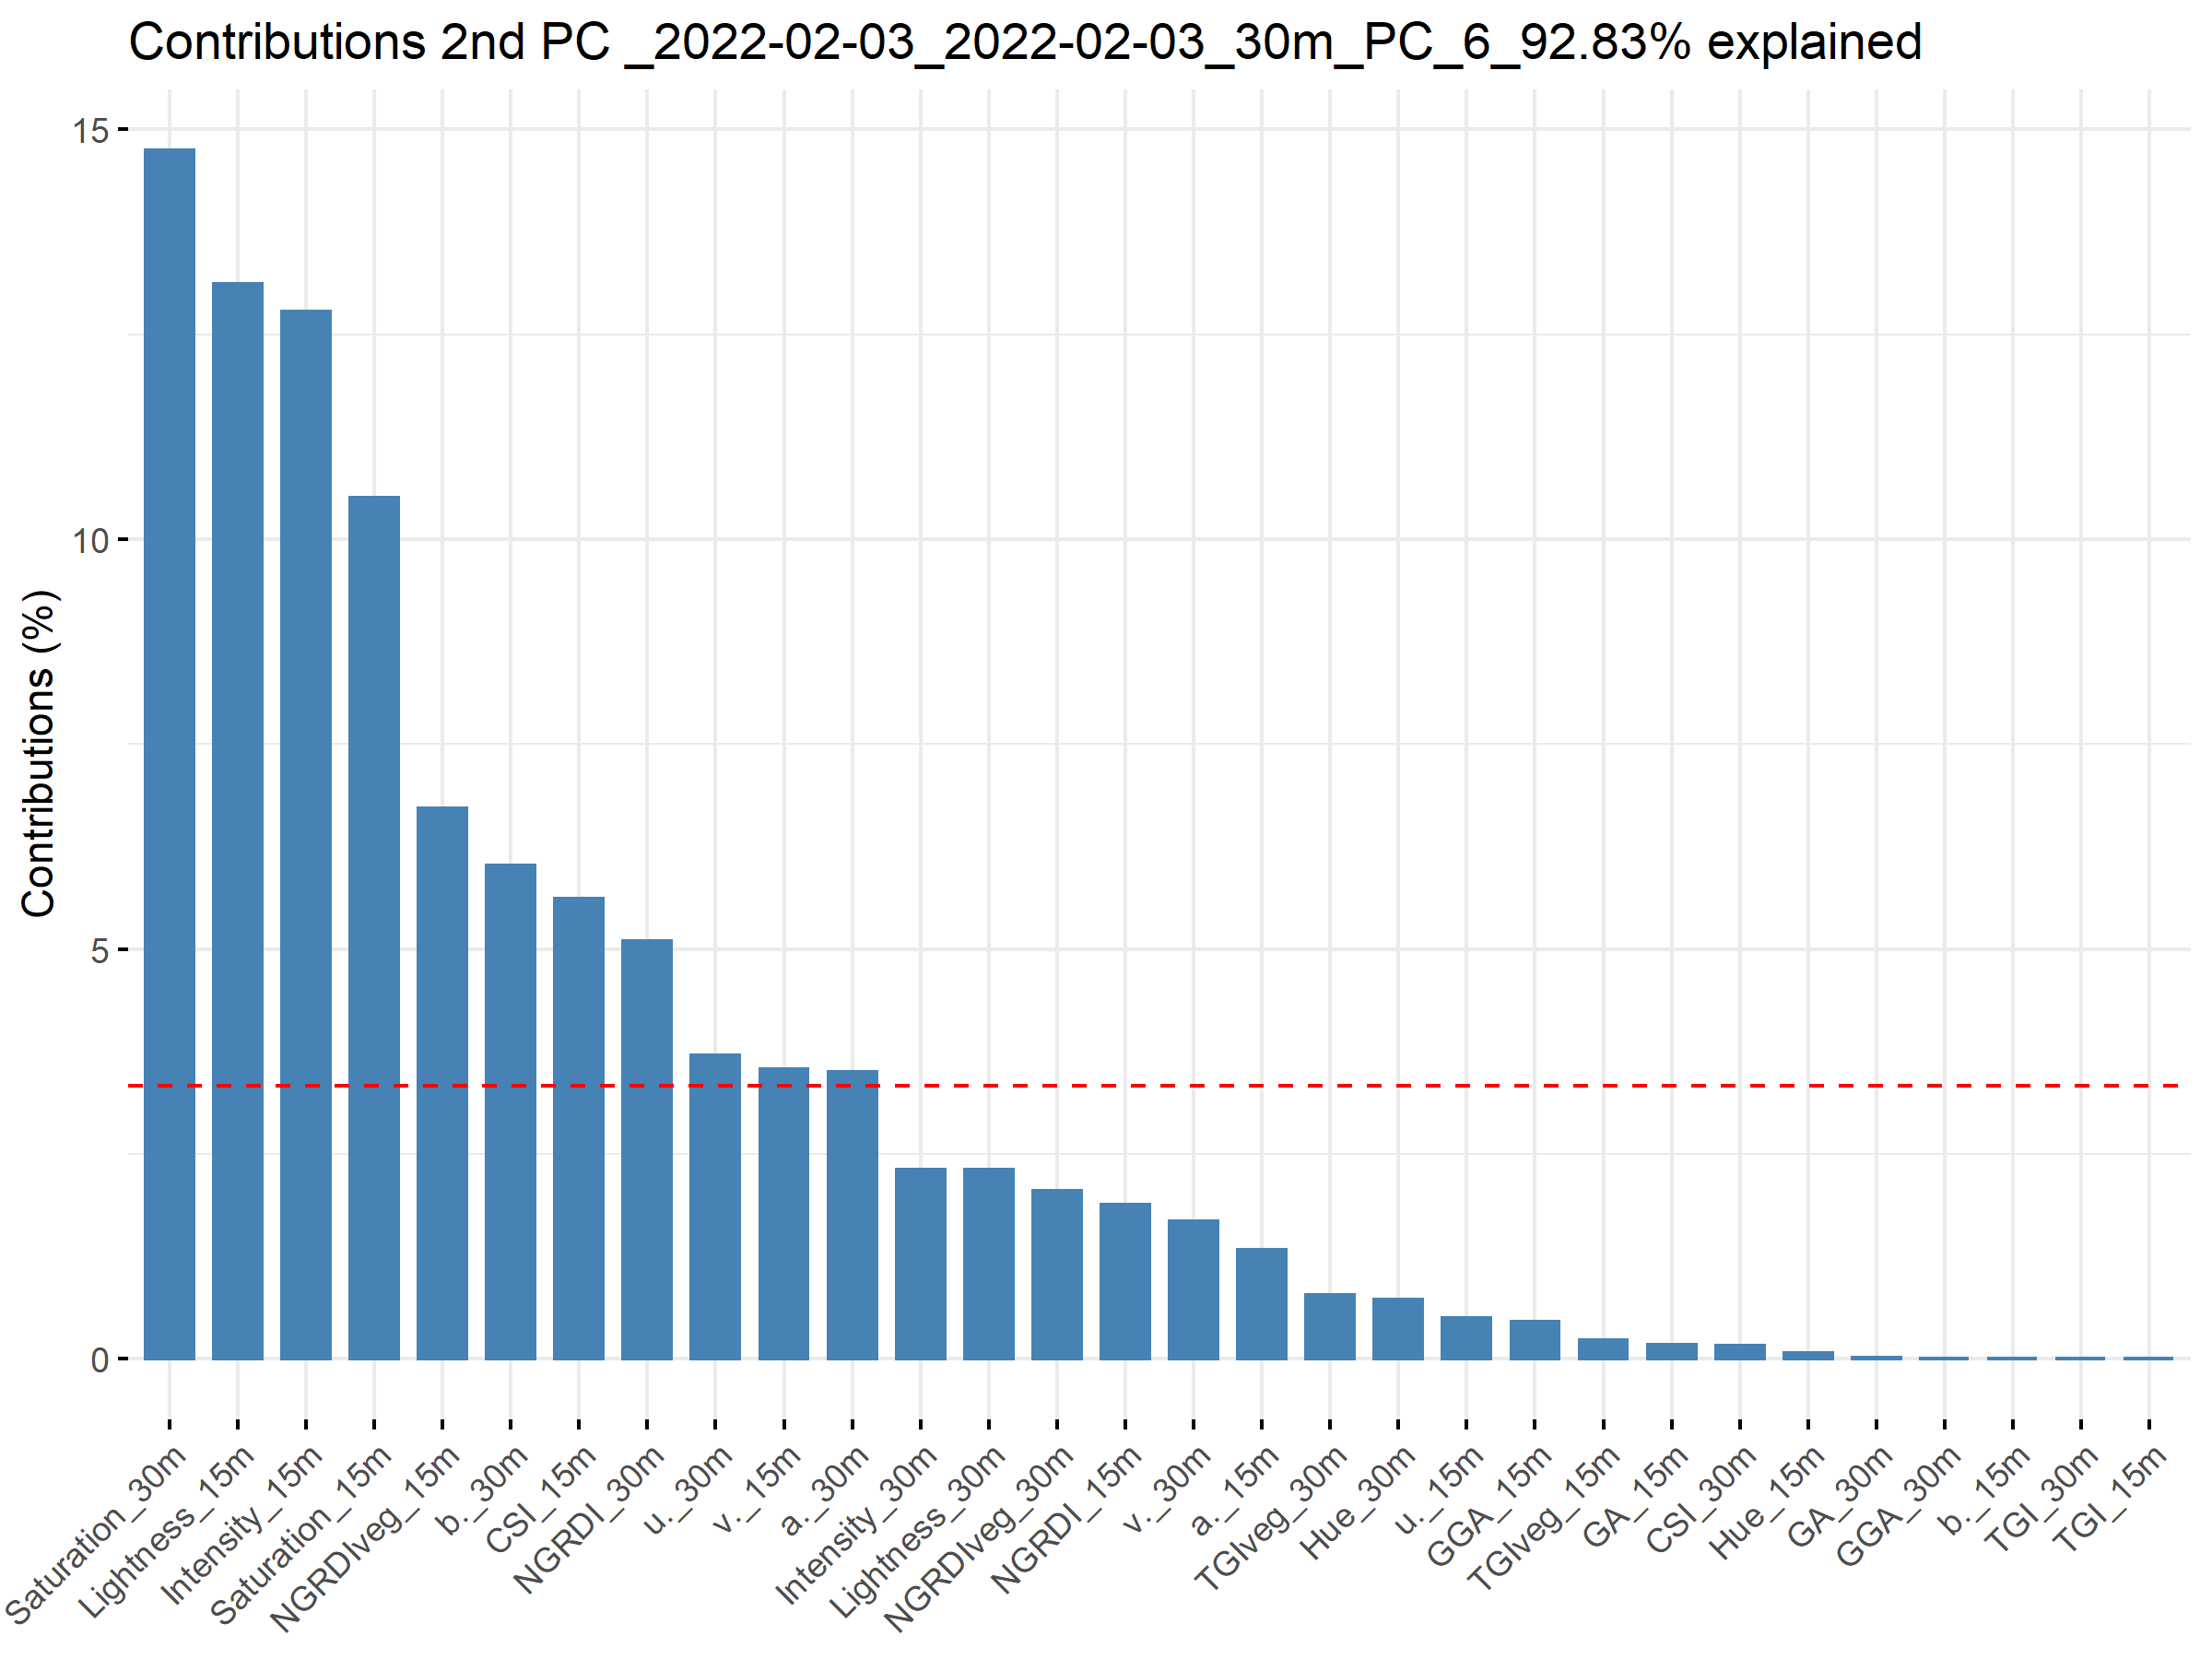 Contributions 2nd PC _2022-02-03_2022-02-03_30m_PC_6_92.83% explained
Contributions (%)
15
10
5
0
Saturation_30m
Lightness_15m
Intensity_15m
Saturation_15m
NGRDIveg_15m
b._30m
CSI_15m
NGRDI_30m
u._30m
v._15m
a._30m
Intensity_30m
Lightness_30m
NGRDIveg_30m
NGRDI_15m
v._30m
a._15m
TGIveg_30m
Hue_30m
u._15m
GGA_15m
TGIveg_15m
GA_15m
CSI_30m
Hue_15m
GA_30m
GGA_30m
b._15m
TGI_30m
TGI_15m